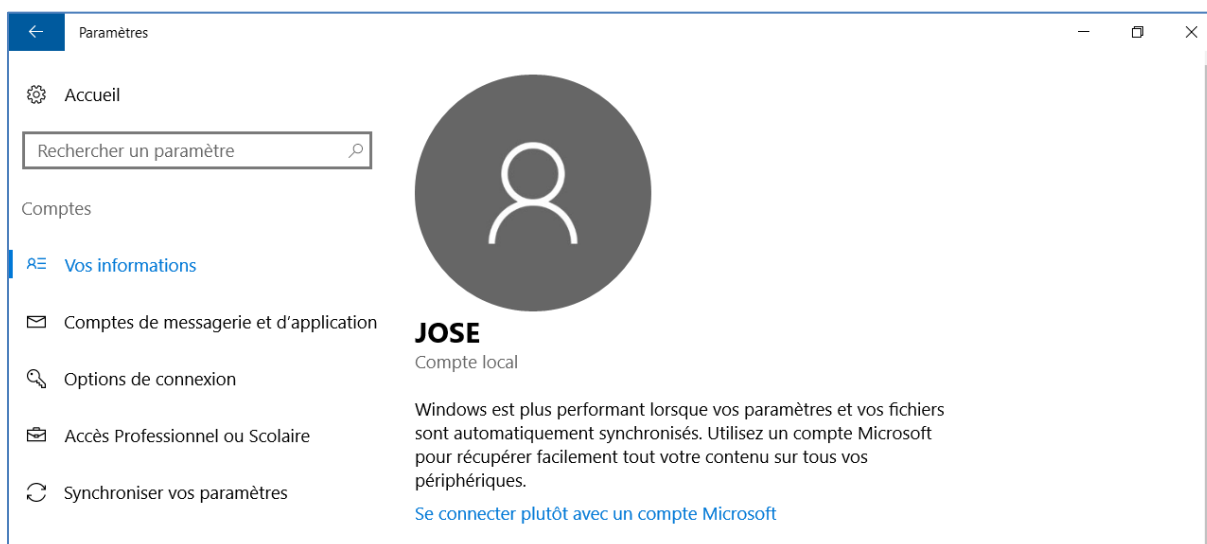 Paramètres
Accueil
Rechercher un paramètre
Comptes
Vos informations
Comptes de messagerie et d'application
Options de connexion
Accès Professionnel ou Scolaire
Synchroniser vos paramètres
JOSE
Compte local
Windows est plus performant lorsque vos paramètres et vos fichiers
sont automatiquement synchronisés. Utilisez un compte Microsoft
pour récupérer facilement tout votre contenu sur tous vos
périphériques.
Se connecter plutôt avec un compte Microsoft